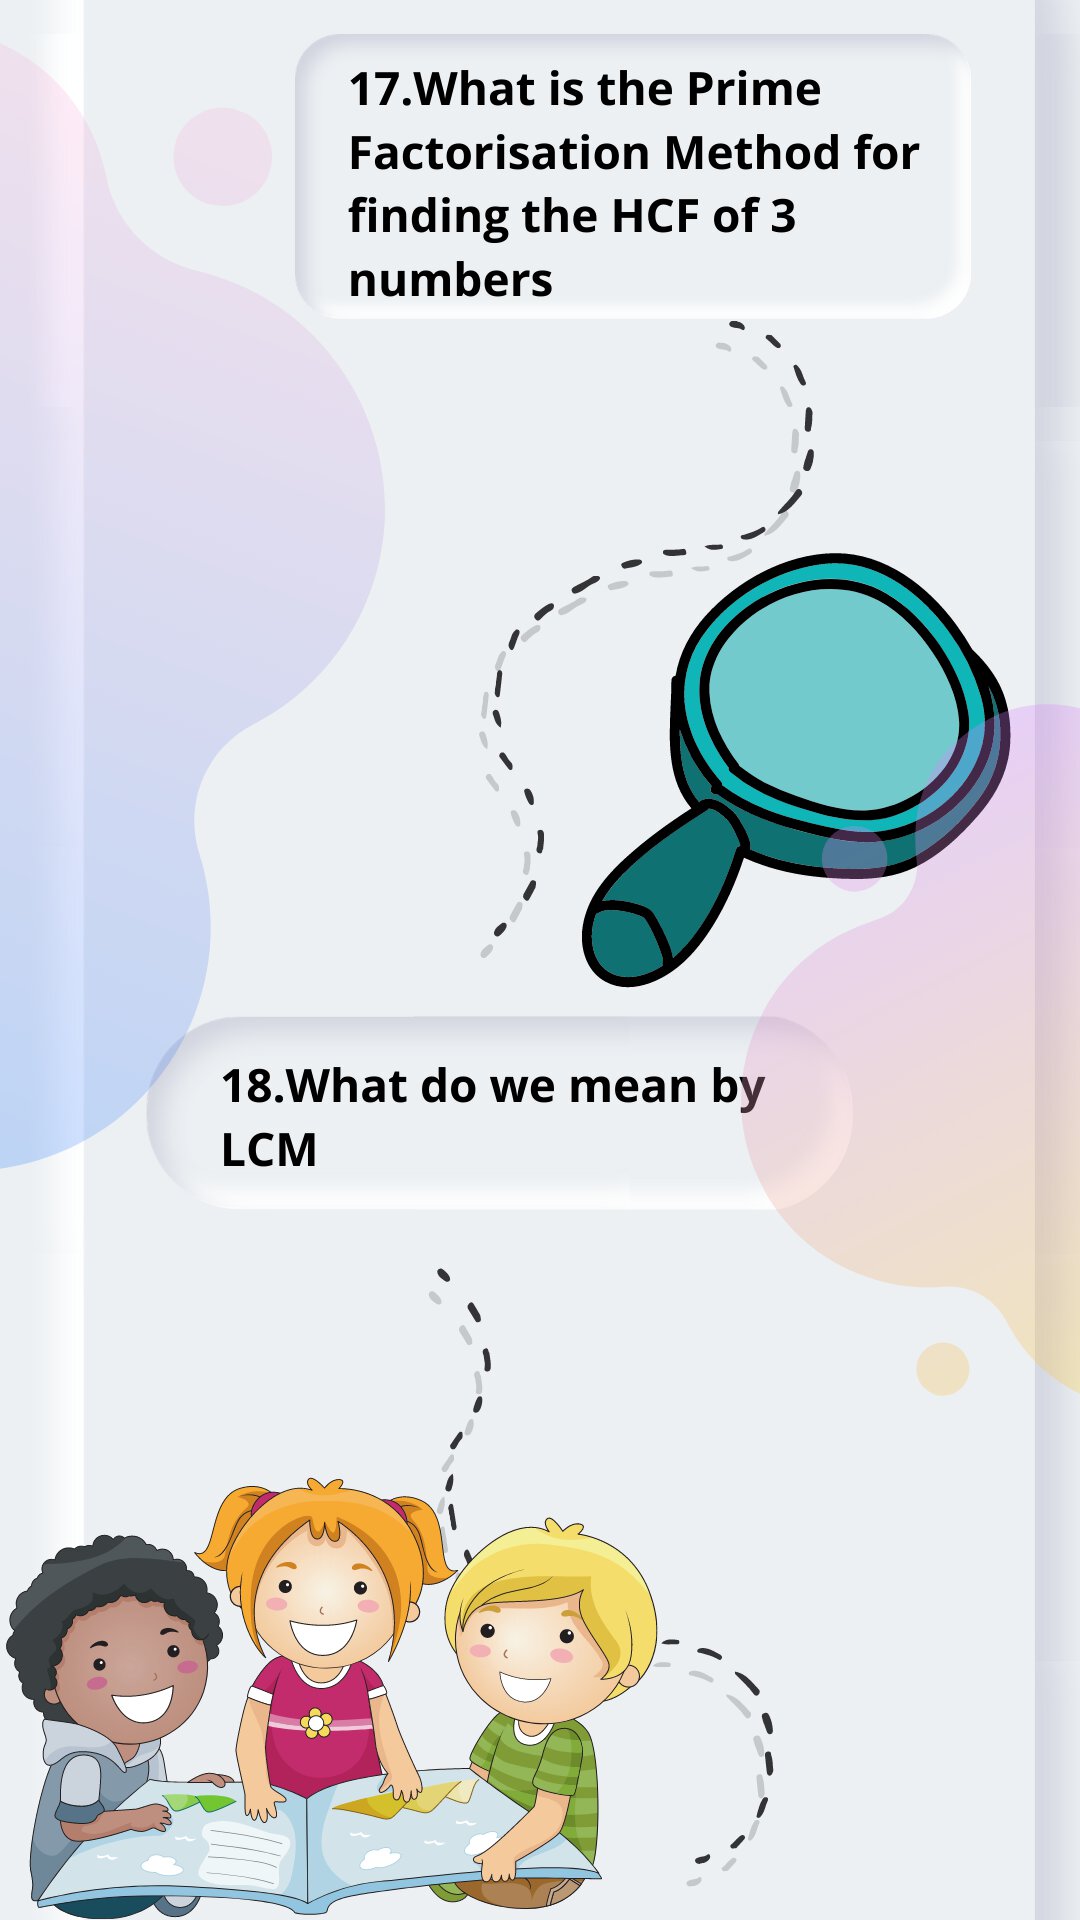 17.What is the Prime
Factorisation Method for
finding the HCF of 3
numbers
18.What do we mean by
LCM